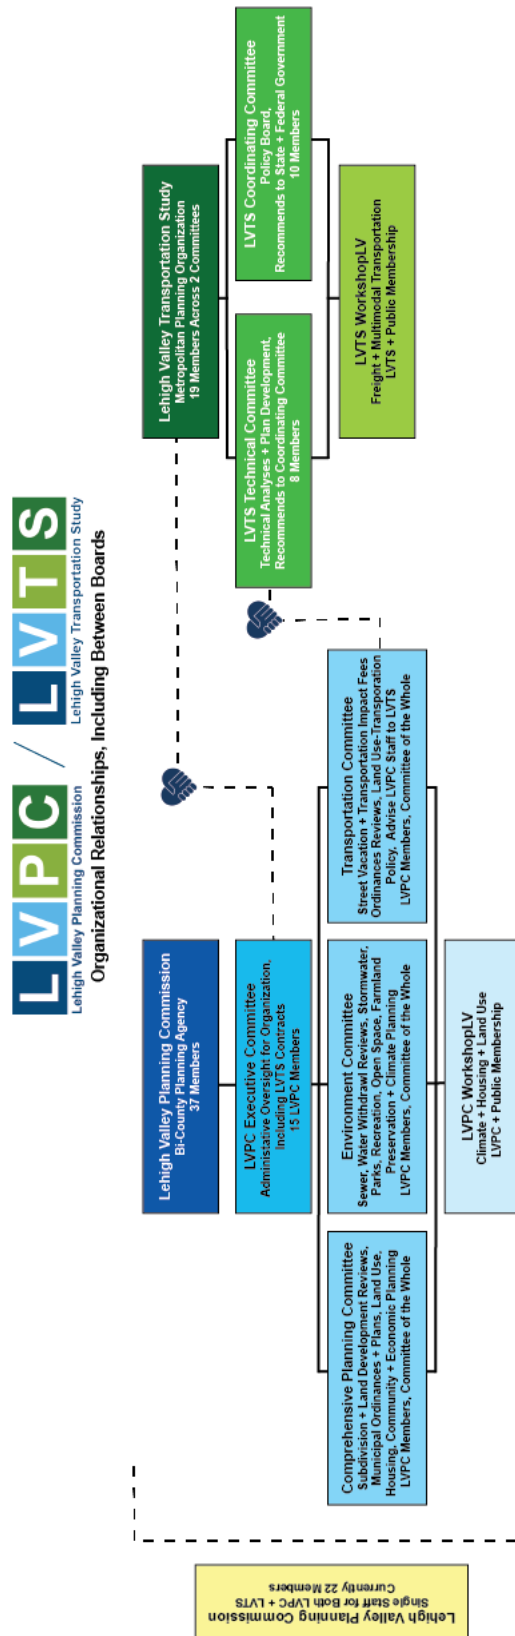 LVPC / LVTS
Lehigh Valley Planning Commission
Lehigh Valley Transportation Study
Organizational Relationships, Including Between Boards
Lehigh Valley Planning Commission
Bi-County Planning Agency
37 Members
LVPC Executive Committee
Administative Oversight for Organization,
Including LVTS Contracts
15 LVPC Members
Comprehensive Planning Committee
Subdivision + Land Development Reviews,
Municipal Ordinances + Plans, Land Use,
Housing, Community + Economic Planning
LVPC Members, Committee of the Whole
Environment Committee
Sewer, Water Withdrawl Reviews, Stormwater,
Parks, Recreation, Open Space, Farmland
Preservation + Climate Planning
LVPC Members, Committee of the Whole
Transportation Committee
Street Vacation + Transportation Impact Fees
Ordinances Reviews, Land Use-Transportation
Policy, Advise LVPC Staff to LVTS
LVPC Members, Committee of the Whole
LVPC WorkshopLV
Climate + Housing + Land Use
LVPC + Public Membership
Lehigh Valley Transportation Study
Metropolitan Planning Organization
19 Members Across 2 Committees
LVTS Technical Committee
Technical Analyses + Plan Development,
Recommends to Coordinating Committee
8 Members
LVTS Coordinating Committee
Policy Board,
Recommends to State + Federal Government
10 Members
LVTS WorkshopLV
Freight + Multimodal Transportation
LVTS + Public Membership
Lehigh Valley Planning Commission
Single Staff for Both LVPC + LVTS
Currently 22 Members